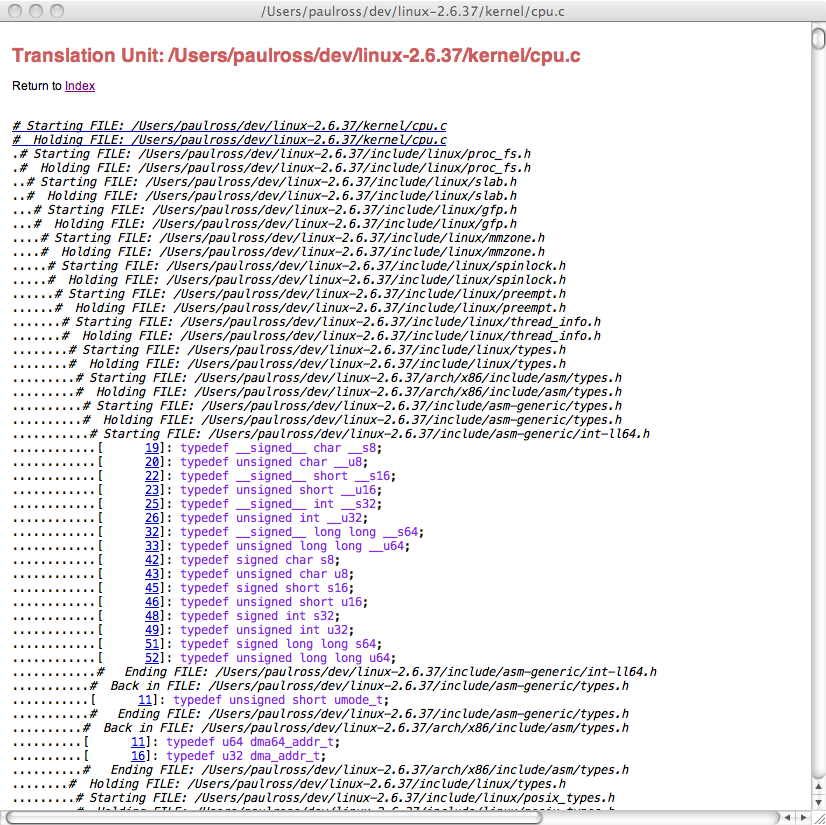 /Users/paulross/dev/linux-2.6.37/kernel/cpu.c
Translation Unit: /Users/paulross/dev/linux-2.6.37/kernel/cpu.c
Return to Index
# Starting FILE: /Users/paulross/dev/linux-2.6.37/kernel/cpu.c
#  Holding FILE: /Users/paulross/dev/linux-2.6.37/kernel/cpu.c
.# Starting FILE: /Users/paulross/dev/linux-2.6.37/include/linux/proc_fs.h
.#  Holding FILE: /Users/paulross/dev/linux-2.6.37/include/linux/proc_fs.h
..# Starting FILE: /Users/paulross/dev/linux-2.6.37/include/linux/slab.h
..#  Holding FILE: /Users/paulross/dev/linux-2.6.37/include/linux/slab.h
...# Starting FILE: /Users/paulross/dev/linux-2.6.37/include/linux/gfp.h
...#  Holding FILE: /Users/paulross/dev/linux-2.6.37/include/linux/gfp.h
....# Starting FILE: /Users/paulross/dev/linux-2.6.37/include/linux/mmzone.h
....#  Holding FILE: /Users/paulross/dev/linux-2.6.37/include/linux/mmzone.h
.....# Starting FILE: /Users/paulross/dev/linux-2.6.37/include/linux/spinlock.h
.....#  Holding FILE: /Users/paulross/dev/linux-2.6.37/include/linux/spinlock.h
......# Starting FILE: /Users/paulross/dev/linux-2.6.37/include/linux/preempt.h
......#  Holding FILE: /Users/paulross/dev/linux-2.6.37/include/linux/preempt.h
.......# Starting FILE: /Users/paulross/dev/linux-2.6.37/include/linux/thread_info.h
.......#  Holding FILE: /Users/paulross/dev/linux-2.6.37/include/linux/thread_info.h
........# Starting FILE: /Users/paulross/dev/linux-2.6.37/include/linux/types.h
........#  Holding FILE: /Users/paulross/dev/linux-2.6.37/include/linux/types.h
.........# Starting FILE: /Users/paulross/dev/linux-2.6.37/arch/x86/include/asm/types.h
.........#  Holding FILE: /Users/paulross/dev/linux-2.6.37/arch/x86/include/asm/types.h
..........# Starting FILE: /Users/paulross/dev/linux-2.6.37/include/asm-generic/types.h
..........#  Holding FILE: /Users/paulross/dev/linux-2.6.37/include/asm-generic/types.h
...........# Starting FILE: /Users/paulross/dev/linux-2.6.37/include/asm-generic/int-ll64.h
............[      19]: typedef __signed__ char __s8;
............[      20]: typedef unsigned char __u8;
............[      22]: typedef __signed__ short __s16;
............[      23]: typedef unsigned short __u16;
............[      25]: typedef __signed__ int __s32;
............[      26]: typedef unsigned int __u32;
............[      32]: typedef __signed__ long long __s64;
............[      33]: typedef unsigned long long __u64;
............[      42]: typedef signed char s8;
............[      43]: typedef unsigned char u8;
............[      45]: typedef signed short s16;
............[      46]: typedef unsigned short u16;
............[      48]: typedef signed int s32;
............[      49]: typedef unsigned int u32;
............[      51]: typedef signed long long s64;
............[      52]: typedef unsigned long long u64;
............#   Ending FILE: /Users/paulross/dev/linux-2.6.37/include/asm-generic/int-ll64.h
...........#  Back in FILE: /Users/paulross/dev/linux-2.6.37/include/asm-generic/types.h
...........[      11]: typedef unsigned short umode_t;
...........#   Ending FILE: /Users/paulross/dev/linux-2.6.37/include/asm-generic/types.h
..........#  Back in FILE: /Users/paulross/dev/linux-2.6.37/arch/x86/include/asm/types.h
..........[      11]: typedef u64 dma64_addr_t;
..........[      16]: typedef u32 dma_addr_t;
..........#   Ending FILE: /Users/paulross/dev/linux-2.6.37/arch/x86/include/asm/types.h
........#  Holding FILE: /Users/paulross/dev/linux-2.6.37/include/linux/types.h
.........# Starting FILE: /Users/paulross/dev/linux-2.6.37/include/linux/posix_types.h